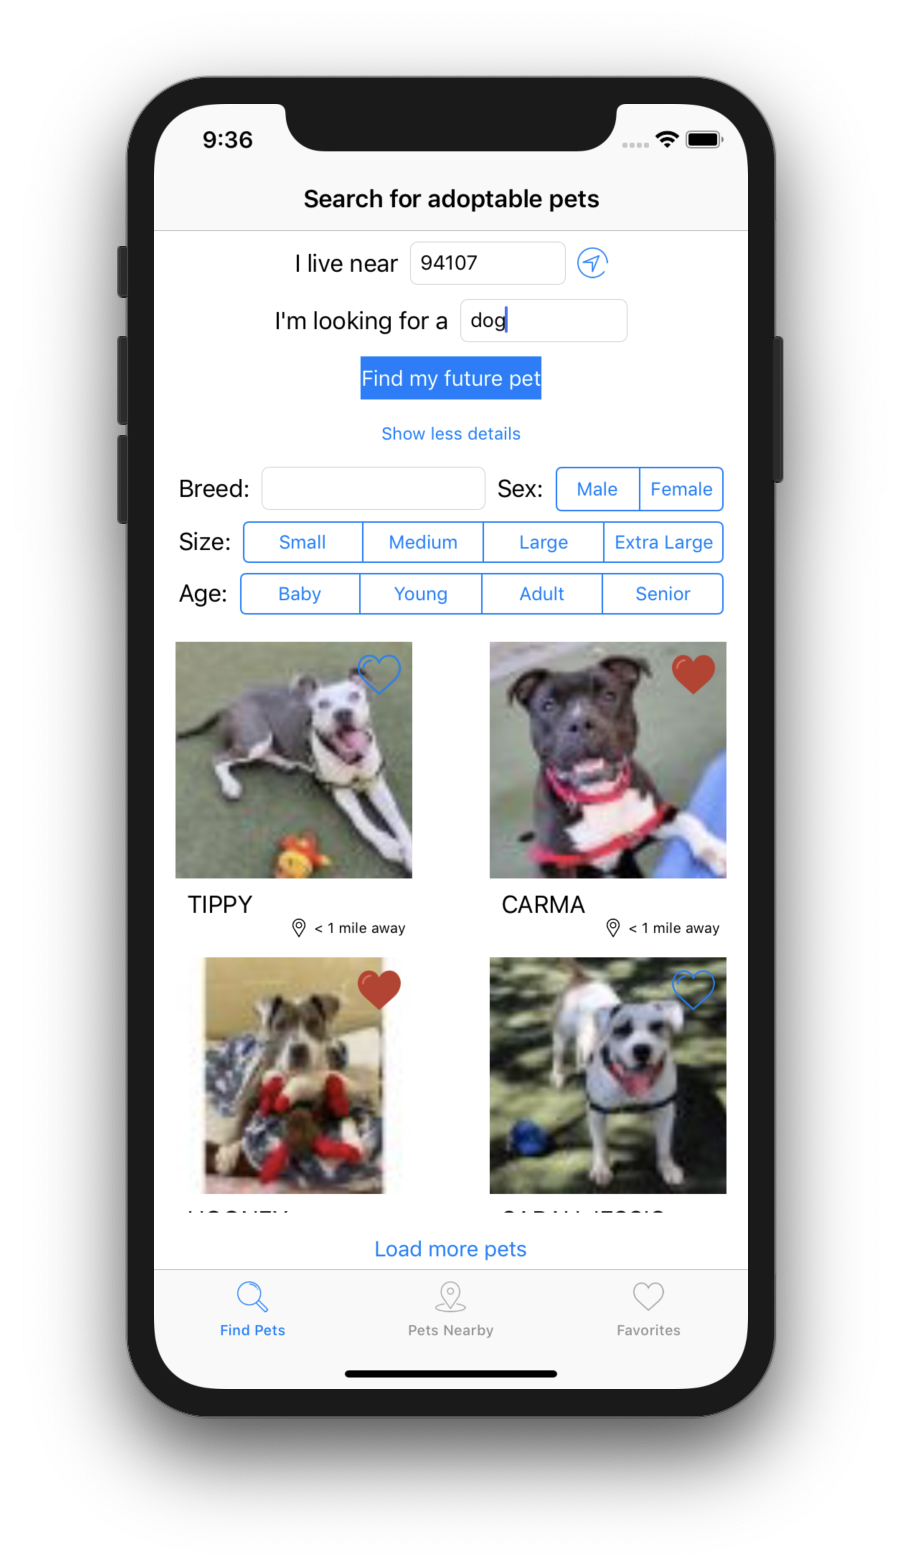 9:36
Search for adoptable pets
I live near 94107
I'm looking for a dog
Find my future pet
Show less details
Breed: Sex: Male Female
Size: Small Medium Large Extra Large
Age: Baby Young Adult Senior
TIPPY CARMA
< 1 mile away < 1 mile away
Load more pets
Find Pets Pets Nearby Favorites